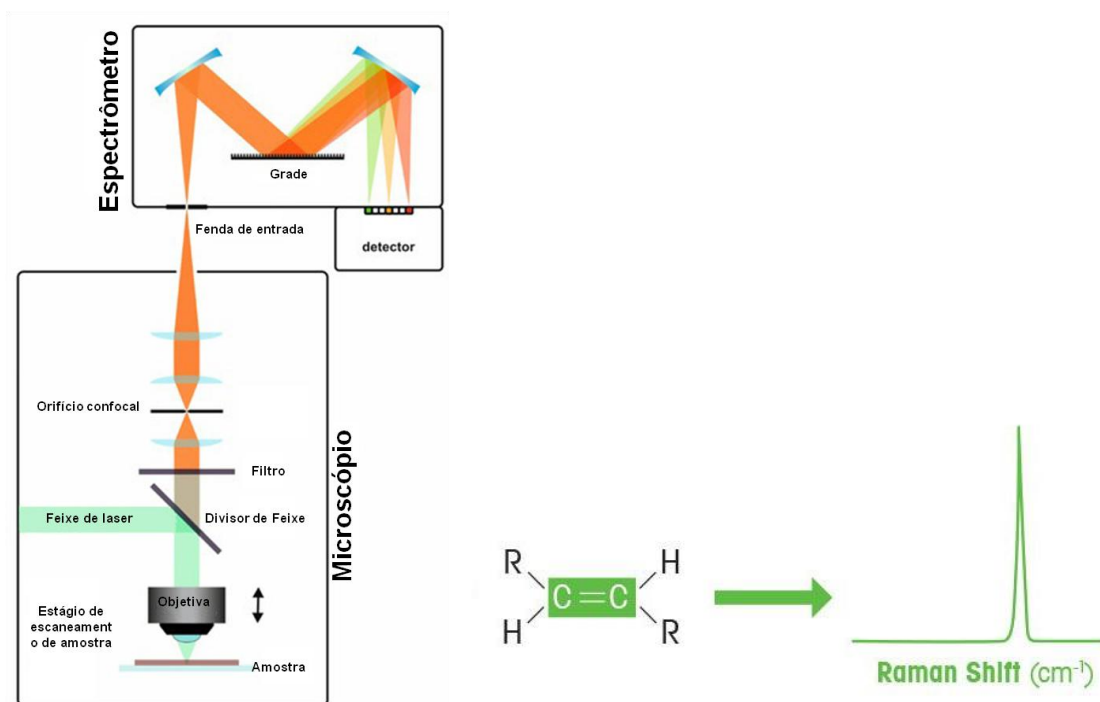 Espectrômetro
Grade
Fenda de entrada
detector
Microscópio
Orifício confocal
Filtro
Feixe de laser
Divisor de Feixe
Objetiva
Estágio de
escaneament
o de amostra
Amostra
R
H
C=C
H
R
Raman Shift (cm⁻¹)